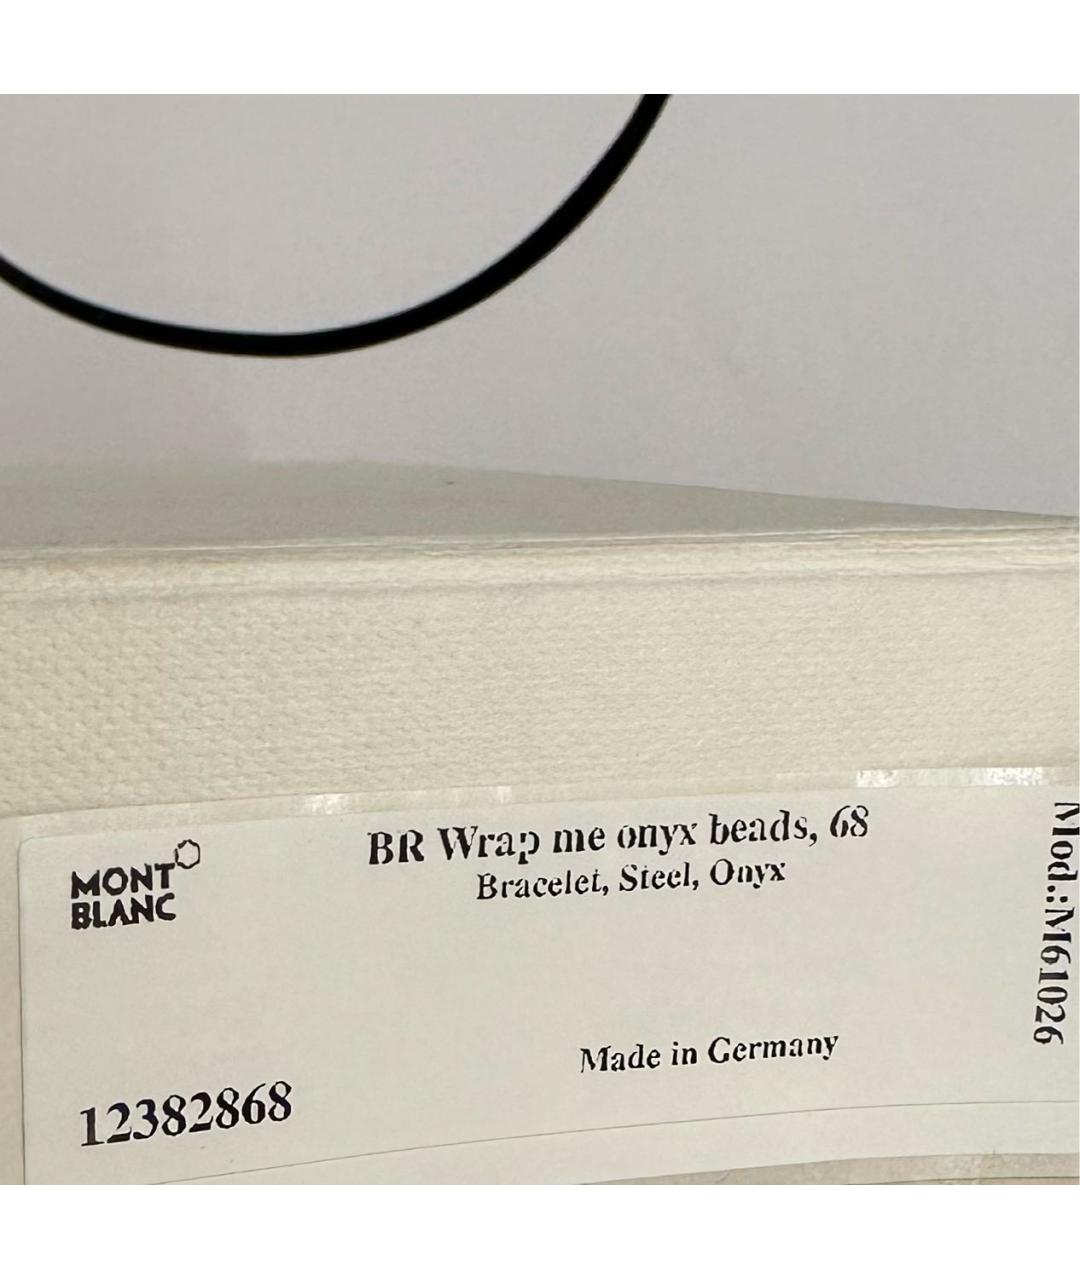 MONT
BLANC
BR Wrap me onyx beads, 68
Bracelet, Steel, Onyx
Made in Germany
12382868
Mod.:M61026